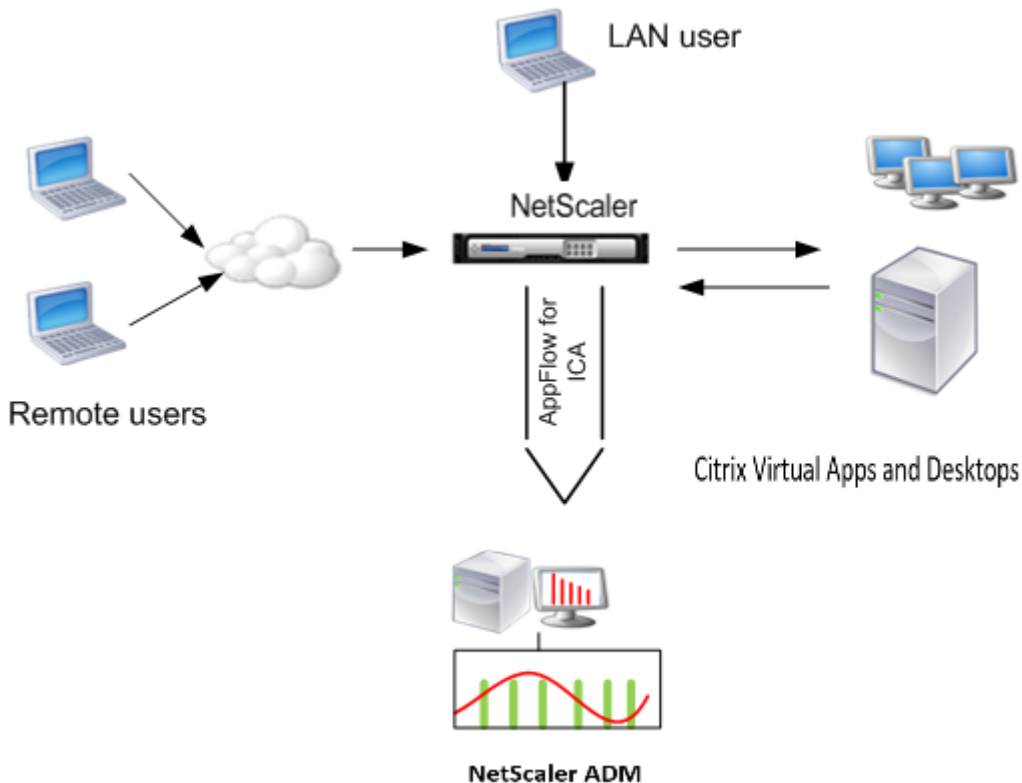 LAN user
NetScaler
AppFlow for
ICA
Remote users
Citrix Virtual Apps and Desktops
NetScaler ADM